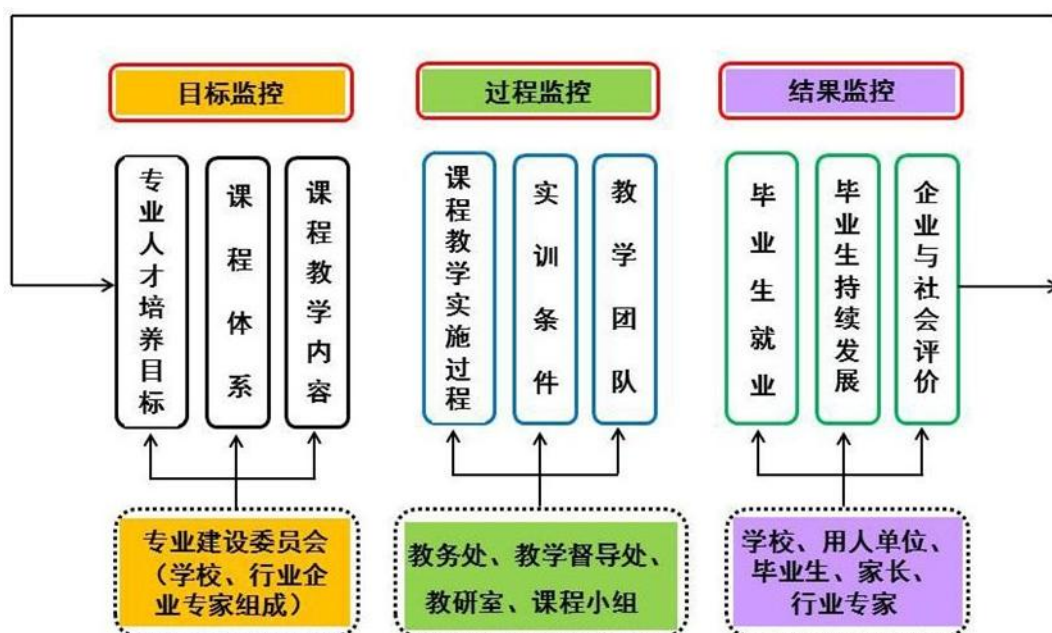 目标监控
过程监控
结果监控
专业人才培养目标
课程体系
课程教学内容
课程教学实施过程
实训条件
教学团队
毕业生就业
毕业生持续发展
企业与社会评价
专业建设委员会
（学校、行业企
业专家组成）
教务处、教学督导处、
教研室、课程小组
学校、用人单位、
毕业生、家长、
行业专家